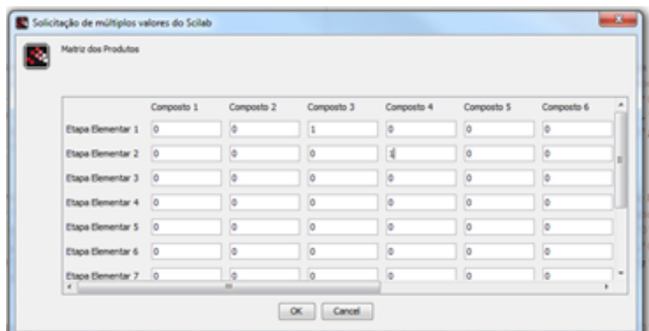 Solicitação de múltiplos valores do Scilab
Matriz dos Produtos
Composto 1 Composto 2 Composto 3 Composto 4 Composto 5 Composto 6
Etapa Elementar 1 0 0 1 0 0 0
Etapa Elementar 2 0 0 0 1 0 0
Etapa Elementar 3 0 0 0 0 0 0
Etapa Elementar 4 0 0 0 0 0 0
Etapa Elementar 5 0 0 0 0 0 0
Etapa Elementar 6 0 0 0 0 0 0
Etapa Elementar 7 0 0 0 0 0 0
OK Cancel